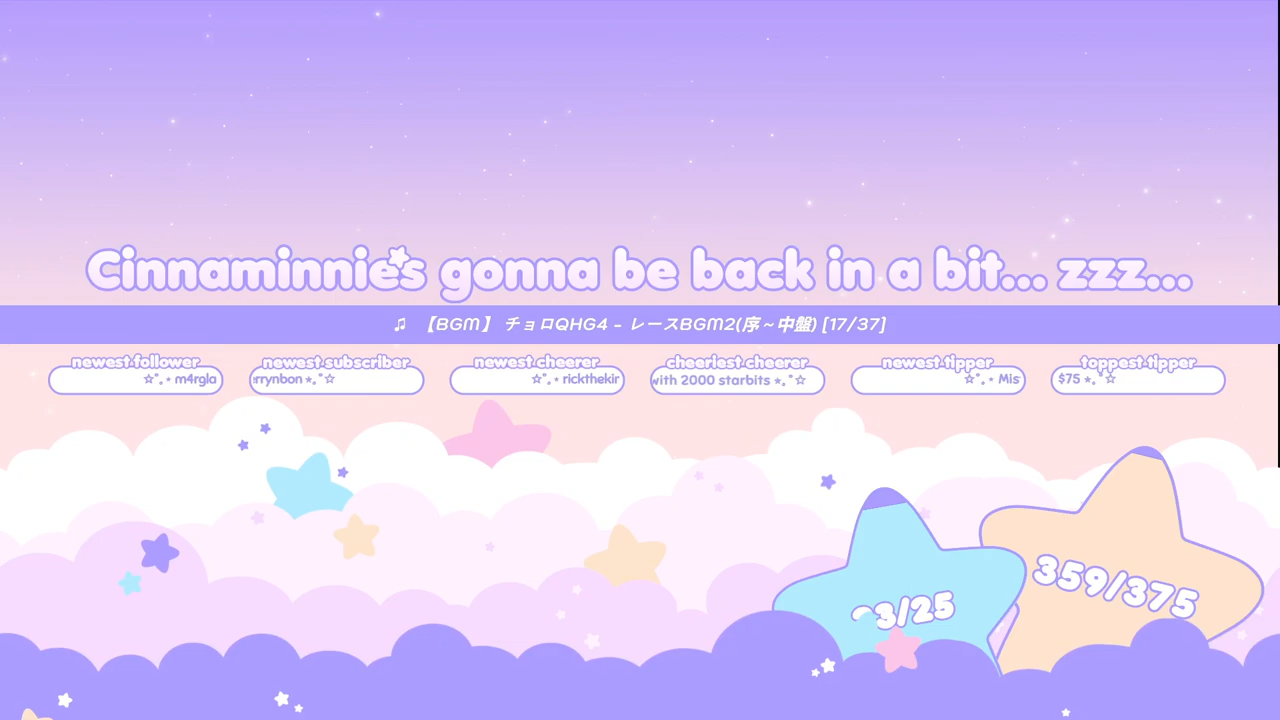 Cinnaminnie's gonna be back in a bit... zzz...
♫ 【BGM】 チョロQHG4 - レースBGM2(序～中盤) [17/37]
newest follower
newest subscriber
newest cheerer
cheeriest cheerer
newest tipper
toppest tipper
☆˚｡⋆ m4rgla
rrynbon ⋆｡˚☆
☆˚｡⋆ rickthekir
with 2000 starbits ⋆｡˚☆
☆˚｡⋆ Mis
$75 ⋆｡˚☆
359/375
3/25